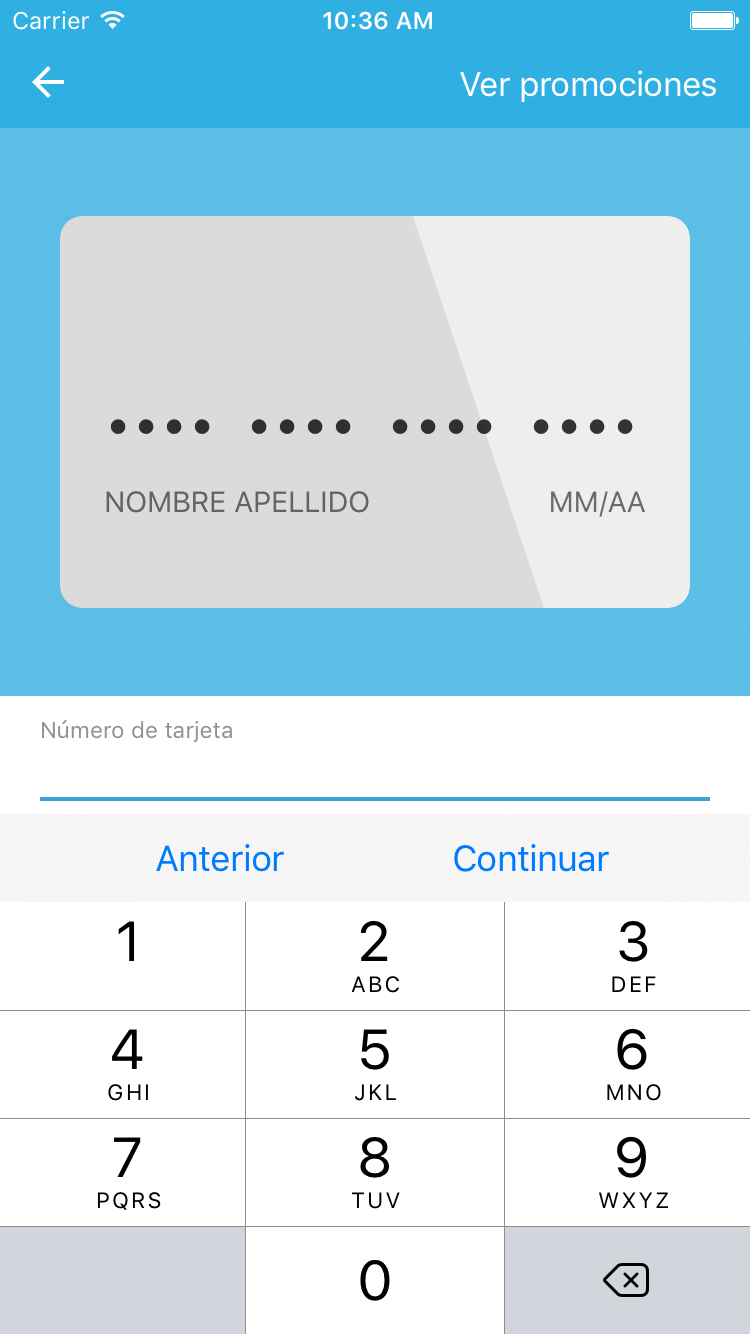 Carrier 10:36 AM
Ver promociones
•••• •••• •••• ••••
NOMBRE APELLIDO MM/AA
Número de tarjeta
Anterior Continuar
1 2 3
ABC DEF
4 5 6
GHI JKL MNO
7 8 9
PQRS TUV WXYZ
0